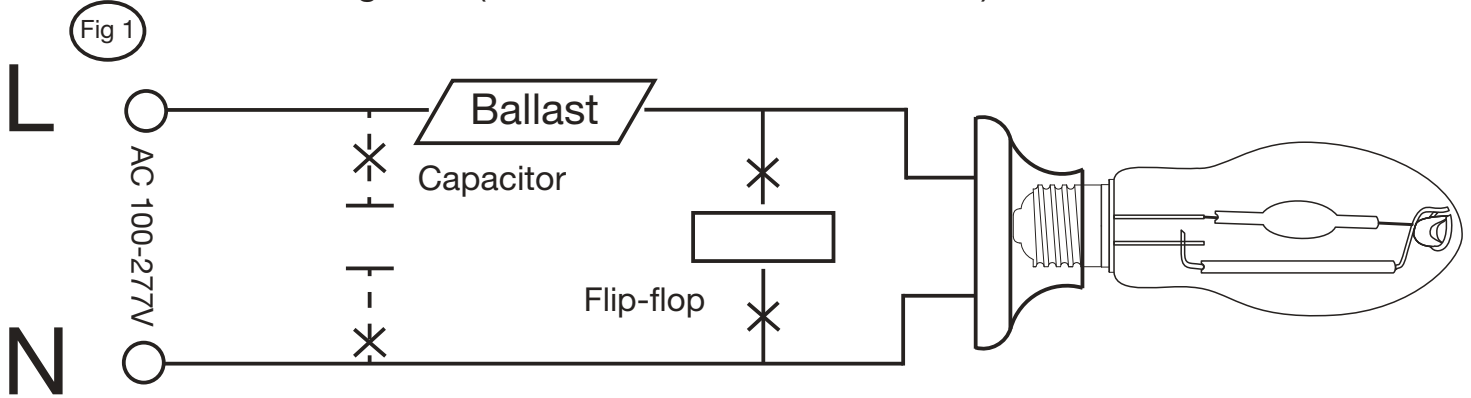 Fig 1
L
Ballast
AC 100-277V
Capacitor
Flip-flop
N